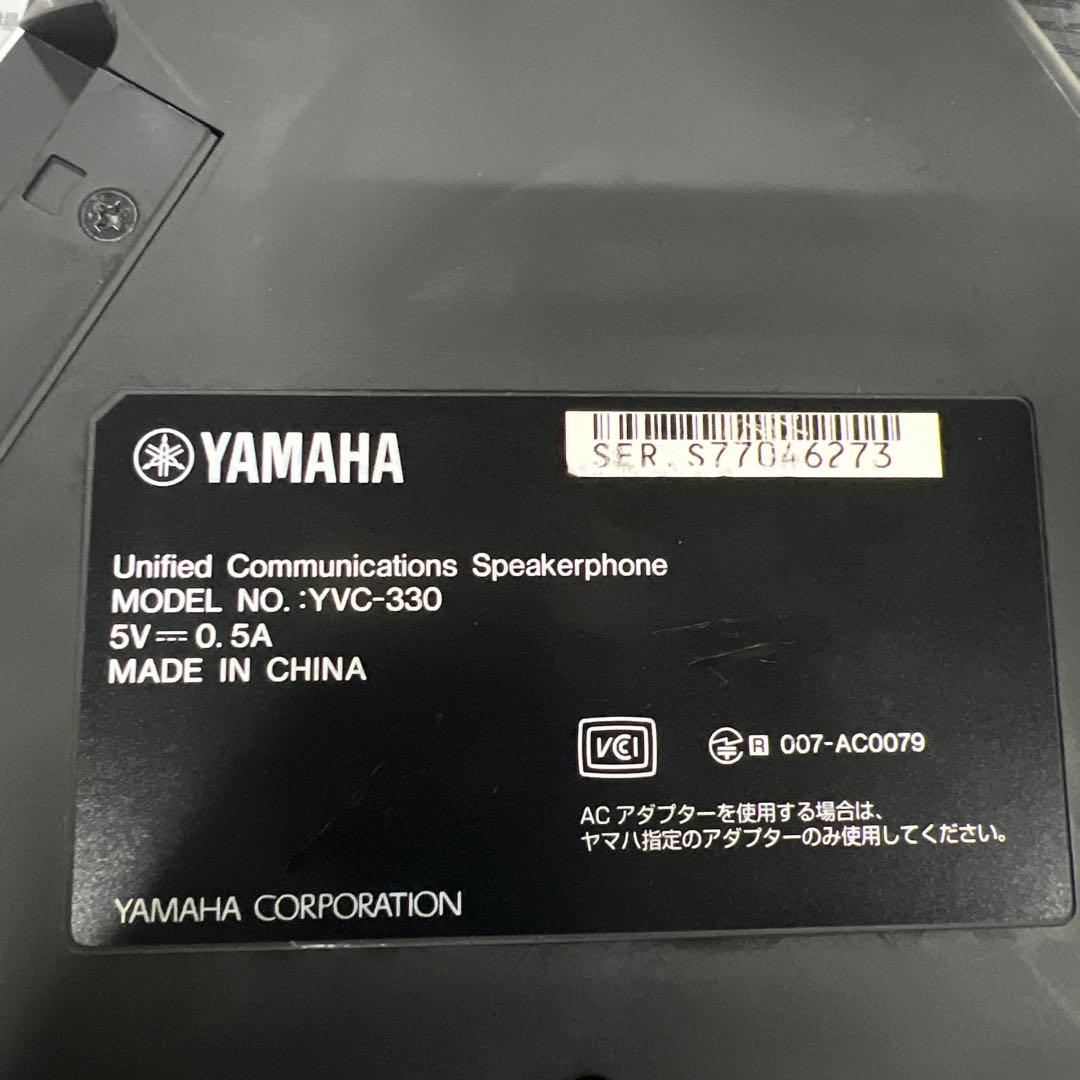 YAMAHA
SER. S77046273
Unified Communications Speakerphone
MODEL NO. :YVC-330
5V⎓0.5A
MADE IN CHINA
VCI
R 007-AC0079
AC アダプターを使用する場合は、
ヤマハ指定のアダプターのみ使用してください。
YAMAHA CORPORATION